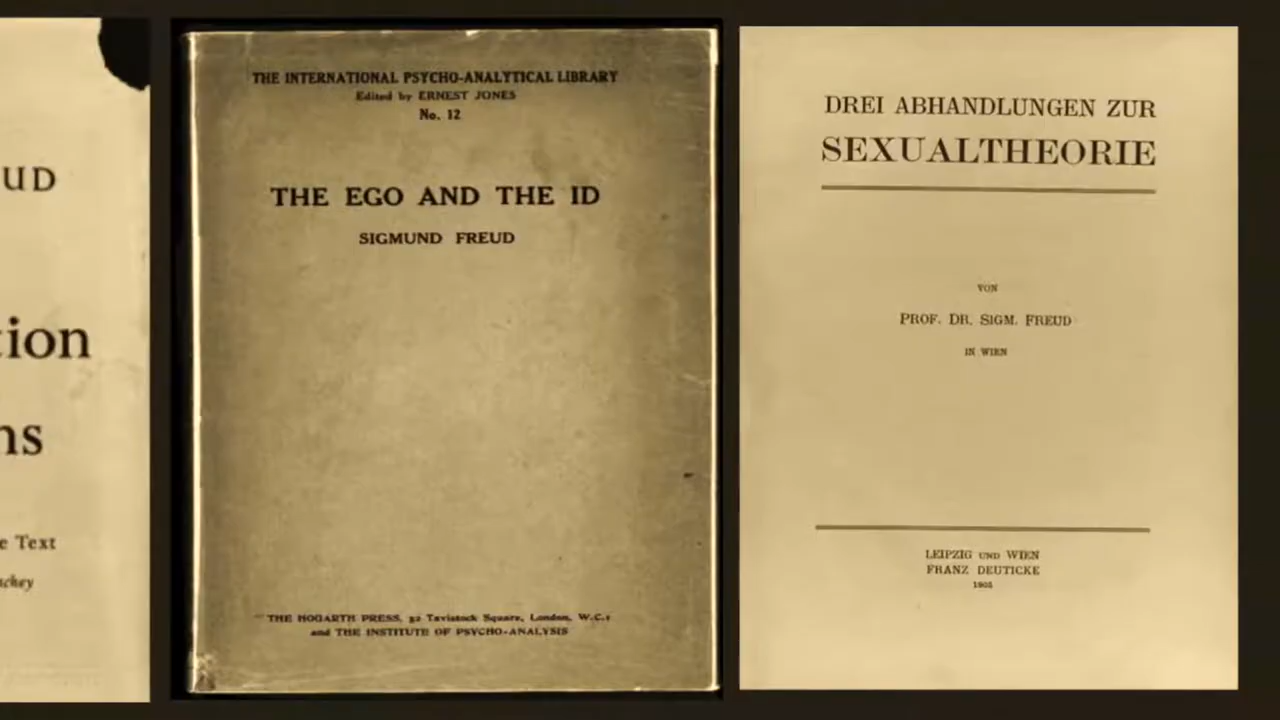 UD
tion
ns
e Text
chey
THE INTERNATIONAL PSYCHO-ANALYTICAL LIBRARY
Edited by ERNEST JONES
No. 12
THE EGO AND THE ID
SIGMUND FREUD
THE HOGARTH PRESS, 52 Tavistock Square, London, W.C.1
and THE INSTITUTE OF PSYCHO-ANALYSIS
DREI ABHANDLUNGEN ZUR
SEXUALTHEORIE
VON
PROF. DR. SIGM. FREUD
IN WIEN
LEIPZIG UND WIEN
FRANZ DEUTICKE
1905